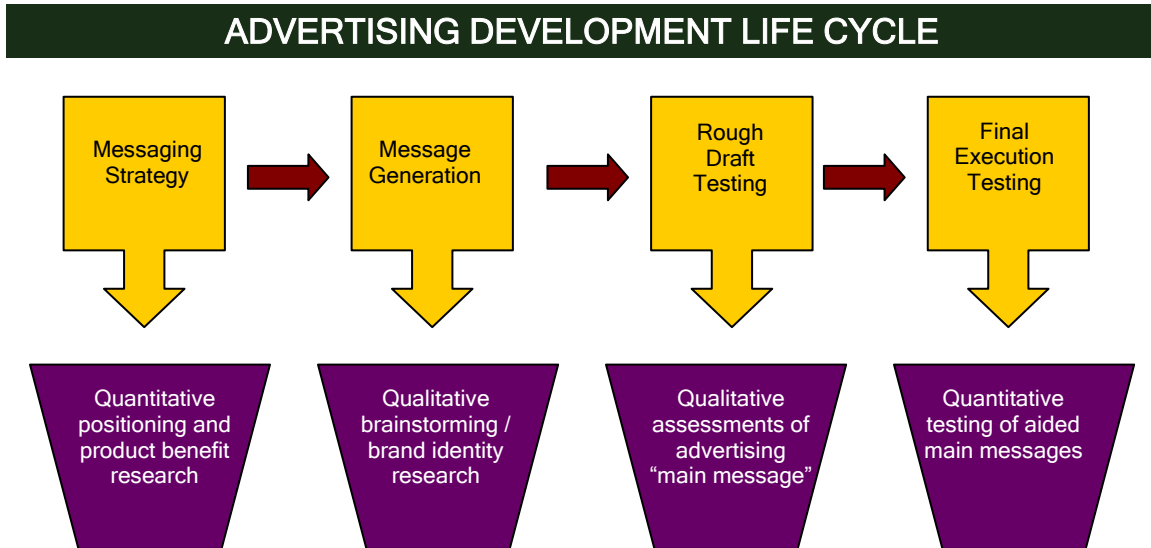 ADVERTISING DEVELOPMENT LIFE CYCLE
Messaging
Strategy
Message
Generation
Rough
Draft
Testing
Final
Execution
Testing
Quantitative
positioning and
product benefit
research
Qualitative
brainstorming /
brand identity
research
Qualitative
assessments of
advertising
“main message”
Quantitative
testing of aided
main messages